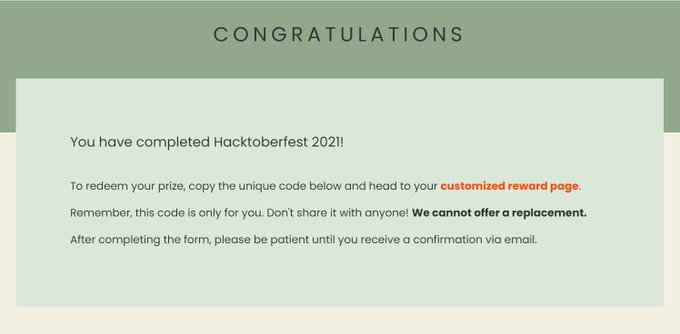 CONGRATULATIONS
You have completed Hacktoberfest 2021!
To redeem your prize, copy the unique code below and head to your customized reward page.
Remember, this code is only for you. Don't share it with anyone! We cannot offer a replacement.
After completing the form, please be patient until you receive a confirmation via email.